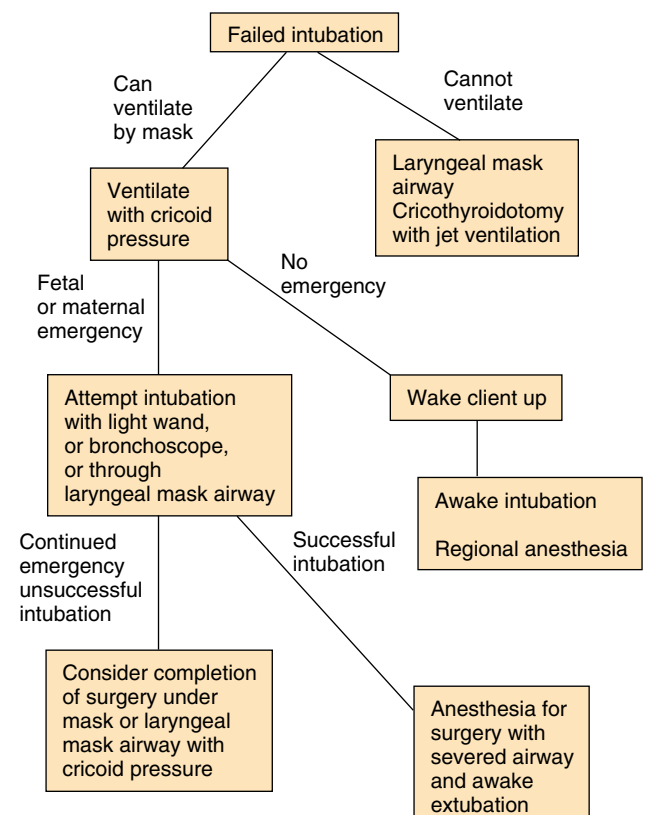 Failed intubation
Can
ventilate
by mask
Cannot
ventilate
Ventilate
with cricoid
pressure
Laryngeal mask
airway
Cricothyroidotomy
with jet ventilation
Fetal
or maternal
emergency
No
emergency
Attempt intubation
with light wand,
or bronchoscope,
or through
laryngeal mask airway
Wake client up
Awake intubation
Regional anesthesia
Continued
emergency
unsuccessful
intubation
Successful
intubation
Consider completion
of surgery under
mask or laryngeal
mask airway with
cricoid pressure
Anesthesia for
surgery with
severed airway
and awake
extubation